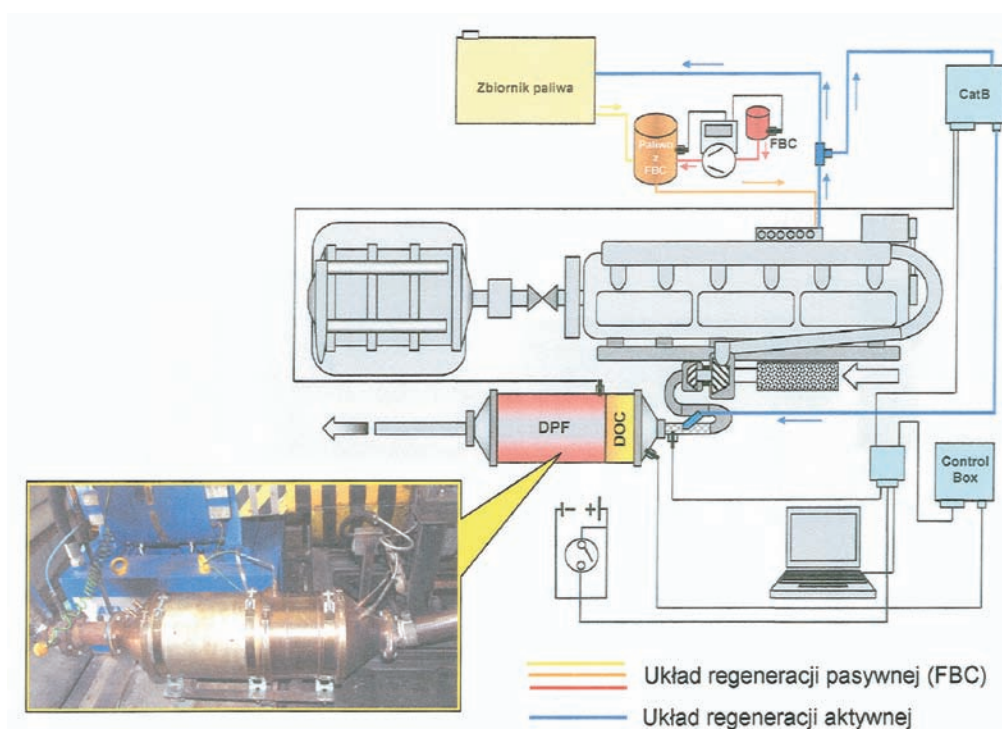 Zbiornik paliwa
CatB
Paliwo
z
FBC
FBC
DPF
DOC
Control
Box
Układ regeneracji pasywnej (FBC)
Układ regeneracji aktywnej